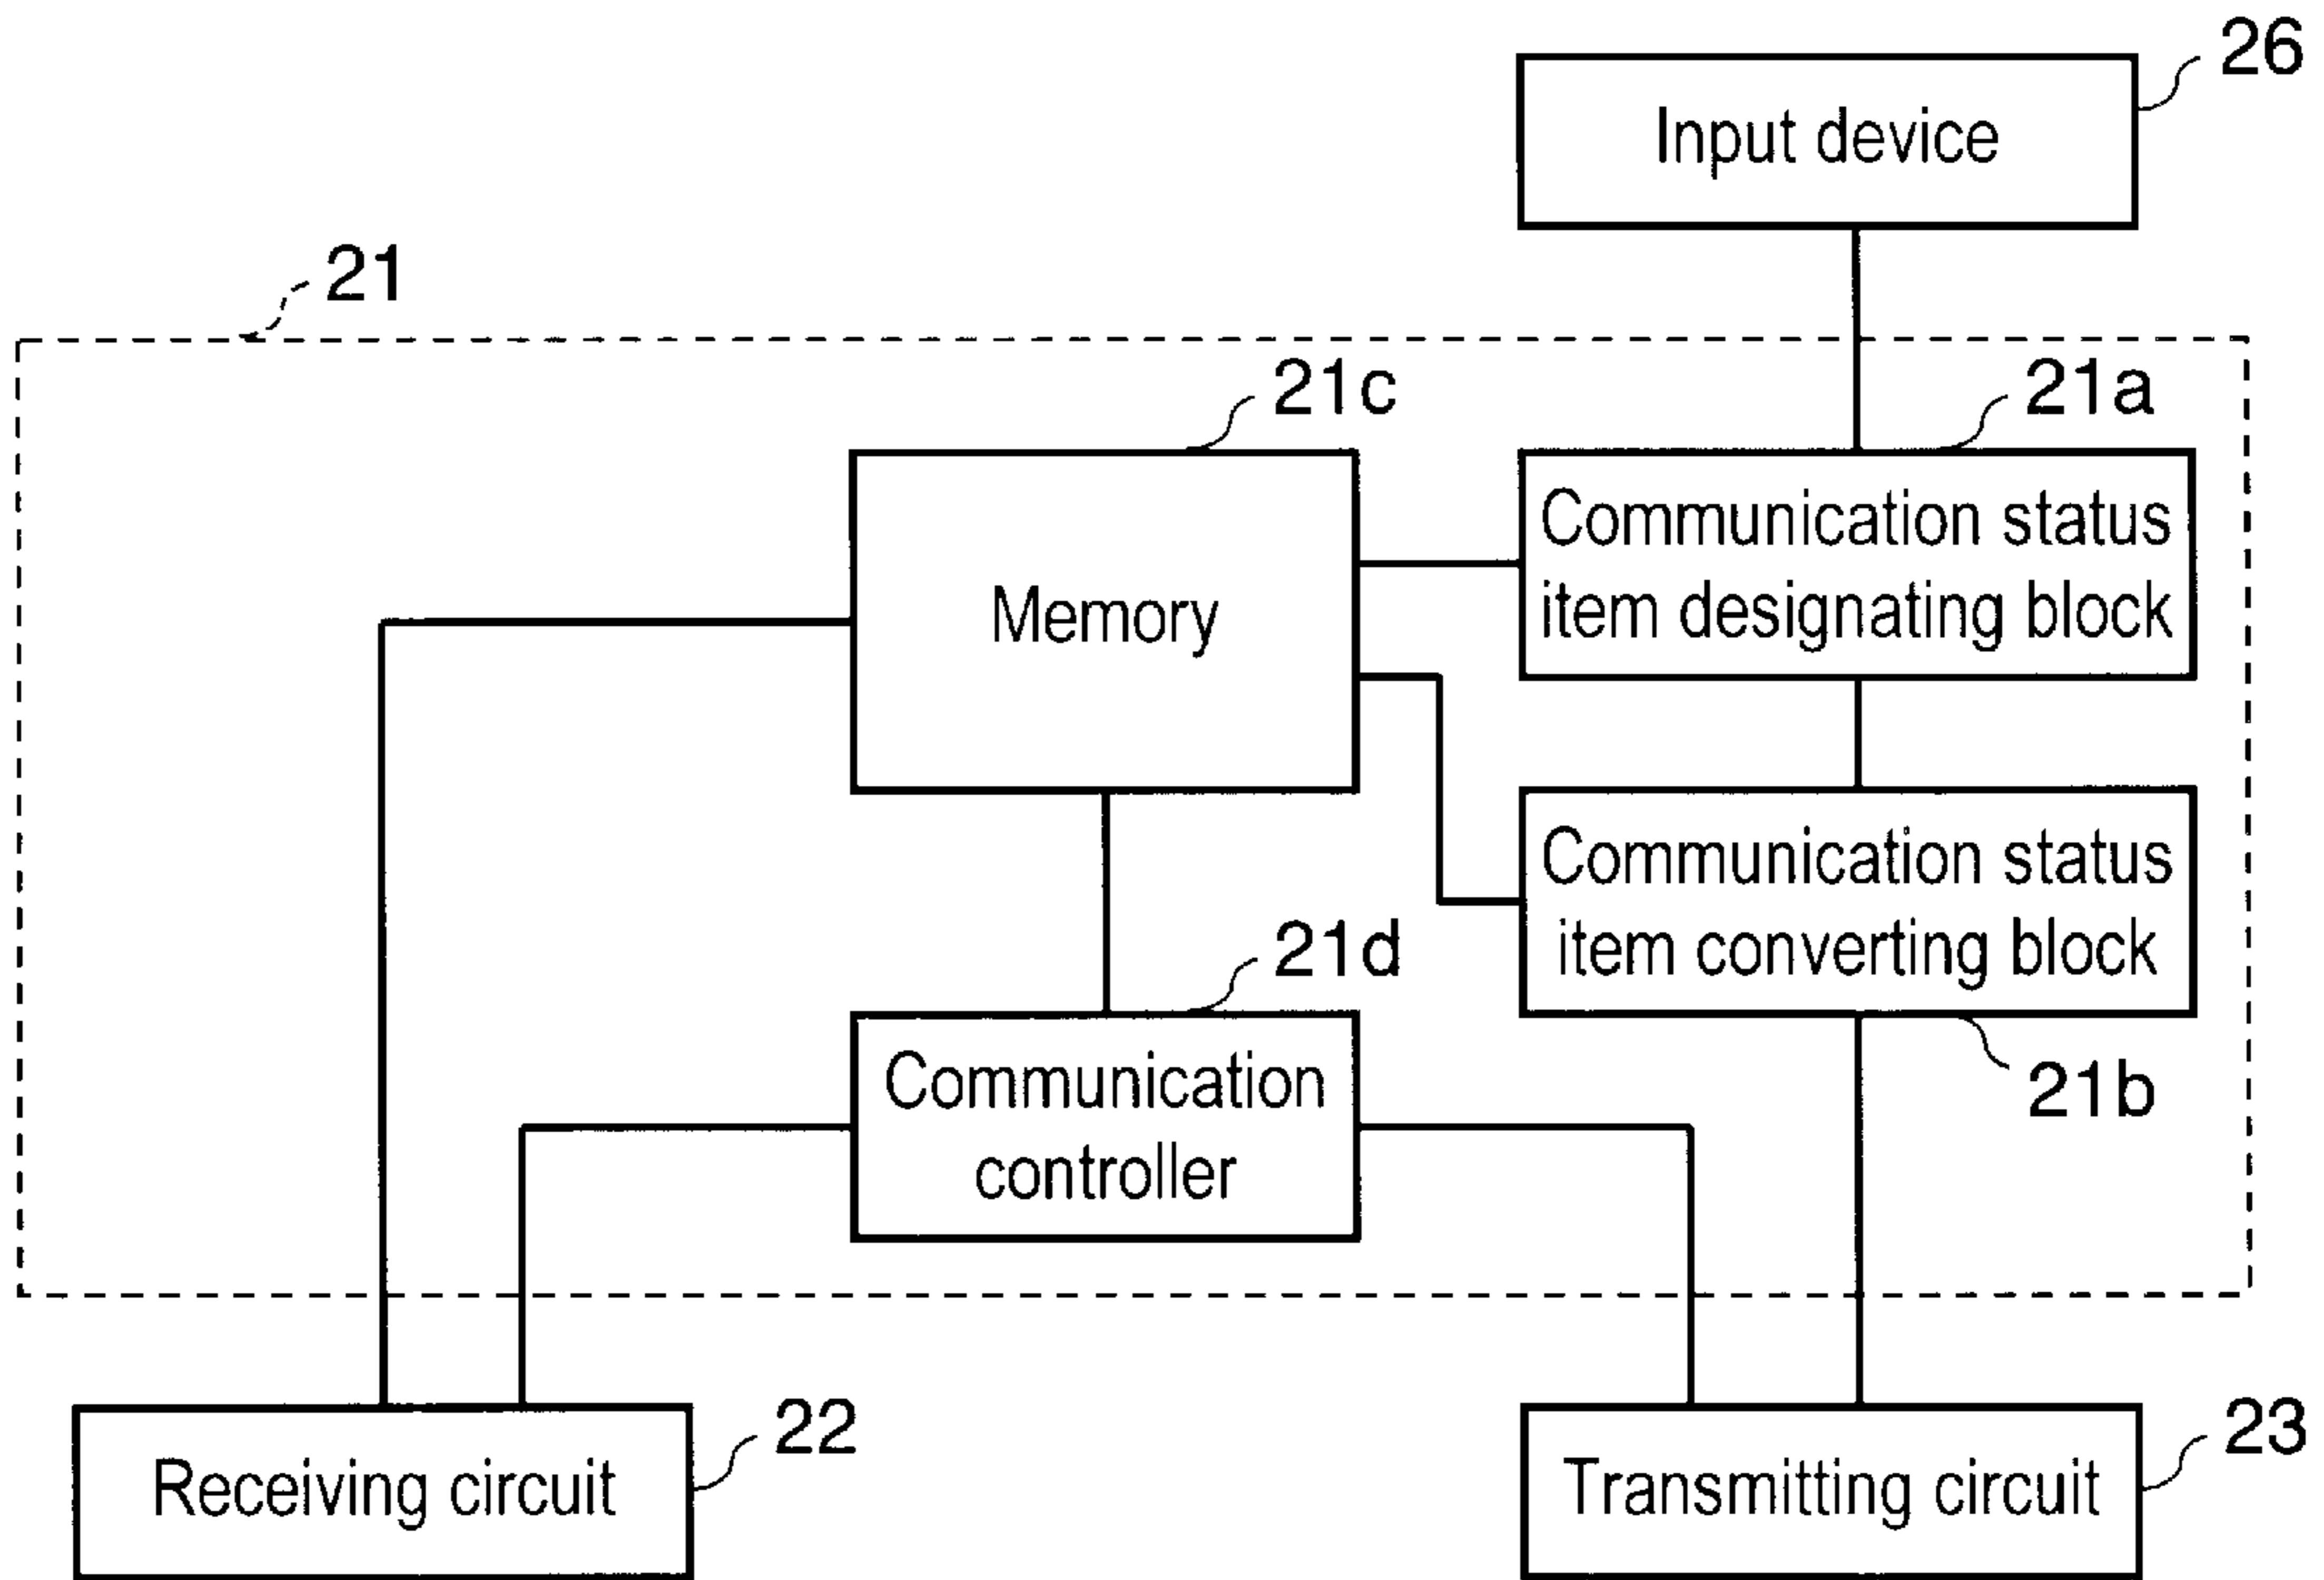 26
Input device
21
21c
21a
Memory
Communication status
item designating block
Communication status
item converting block
21d
Communication
controller
21b
22
Receiving circuit
23
Transmitting circuit